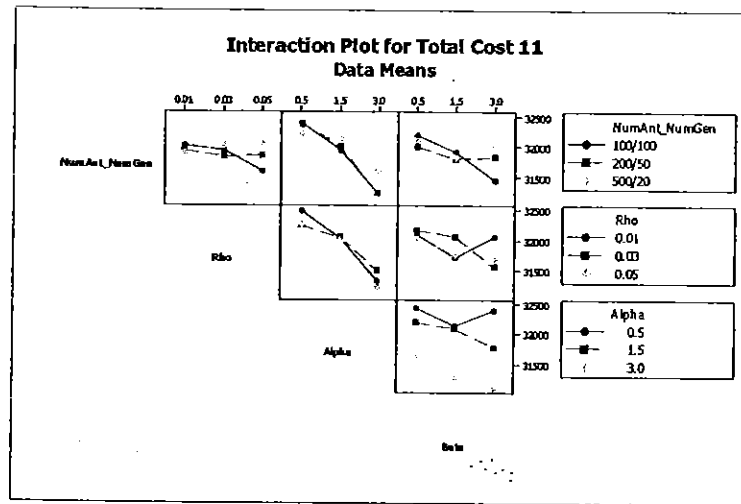 Interaction Plot for Total Cost 11
Data Means
0.01 0.03 0.05 0.5 1.5 3.0 0.5 1.5 3.0
NumAnt_NumGen
32500
32000
31500
NumAnt_NumGen
100/100
200/50
500/20
Rho
32500
32000
31500
Rho
0.01
0.03
0.05
Alpha
32500
32000
31500
Alpha
0.5
1.5
3.0
Beta